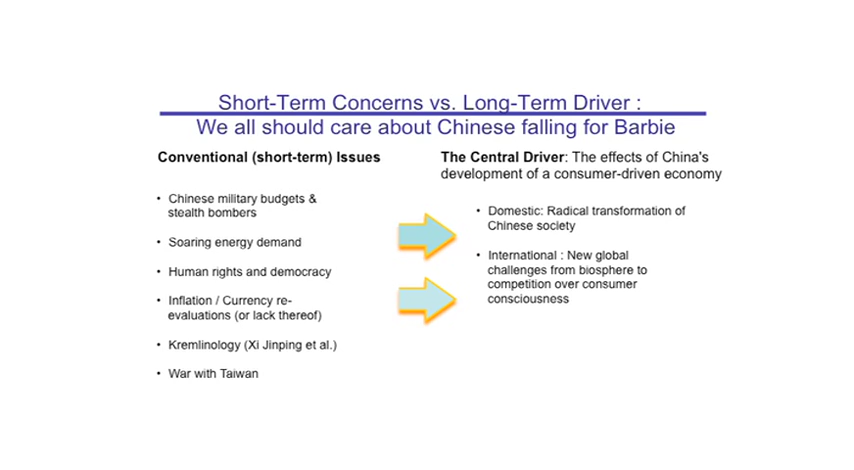 Short-Term Concerns vs. Long-Term Driver :
We all should care about Chinese falling for Barbie
Conventional (short-term) Issues
• Chinese military budgets &
stealth bombers
• Soaring energy demand
• Human rights and democracy
• Inflation / Currency re-
evaluations (or lack thereof)
• Kremlinology (Xi Jinping et al.)
• War with Taiwan
The Central Driver: The effects of China's
development of a consumer-driven economy
• Domestic: Radical transformation of
Chinese society
• International : New global
challenges from biosphere to
competition over consumer
consciousness